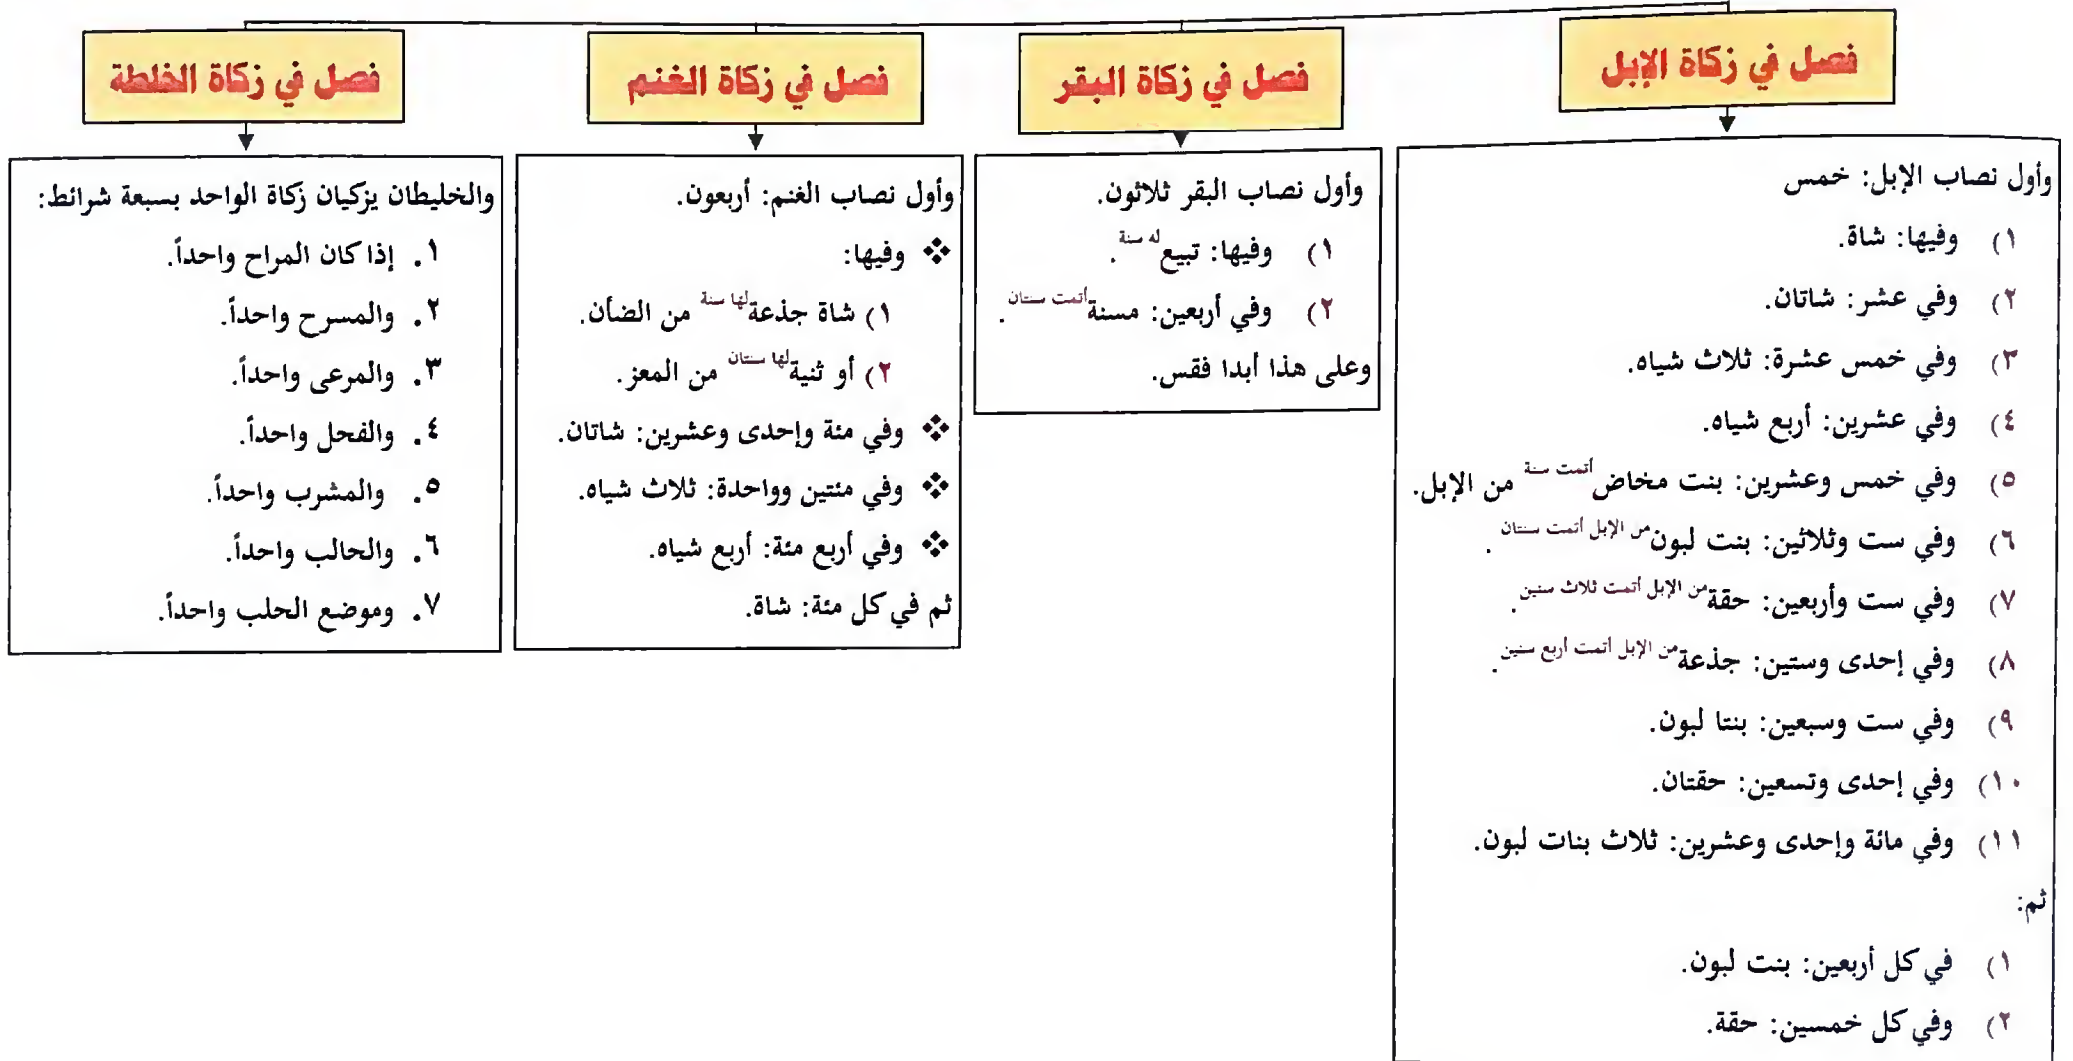 فصل في زكاة الإبل
وأول نصاب الإبل: خمس
١) وفيها: شاة.
٢) وفي عشر: شاتان.
٣) وفي خمس عشرة: ثلاث شياه.
٤) وفي عشرين: أربع شياه.
٥) وفي خمس وعشرين: بنت مخاض أتمت سنة من الإبل.
٦) وفي ست وثلاثين: بنت لبون من الإبل أتمت سنتان.
٧) وفي ست وأربعين: حقة من الإبل أتمت ثلاث سنين.
٨) وفي إحدى وستين: جذعة من الإبل أتمت أربع سنين.
٩) وفي ست وسبعين: بنتا لبون.
١٠) وفي إحدى وتسعين: حقتان.
١١) وفي مائة وإحدى وعشرين: ثلاث بنات لبون.
ثم:
١) في كل أربعين: بنت لبون.
٢) وفي كل خمسين: حقة.
فصل في زكاة البقر
وأول نصاب البقر ثلاثون.
١) وفيها: تبيع له سنة.
٢) وفي أربعين: مسنة أتمت سنتان.
وعلى هذا أبدا فقس.
فصل في زكاة الغنم
وأول نصاب الغنم: أربعون.
❖ وفيها:
١) شاة جذعة لها سنة من الضأن.
٢) أو ثنية لها سنتان من المعز.
❖ وفي مئة وإحدى وعشرين: شاتان.
❖ وفي مئتين وواحدة: ثلاث شياه.
❖ وفي أربع مئة: أربع شياه.
ثم في كل مئة: شاة.
فصل في زكاة الخلطة
والخليطان يزكيان زكاة الواحد بسبعة شرائط:
١. إذا كان المراح واحداً.
٢. والمسرح واحداً.
٣. والمرعى واحداً.
٤. والفحل واحداً.
٥. والمشرب واحداً.
٦. والحالب واحداً.
٧. وموضع الحلب واحداً.